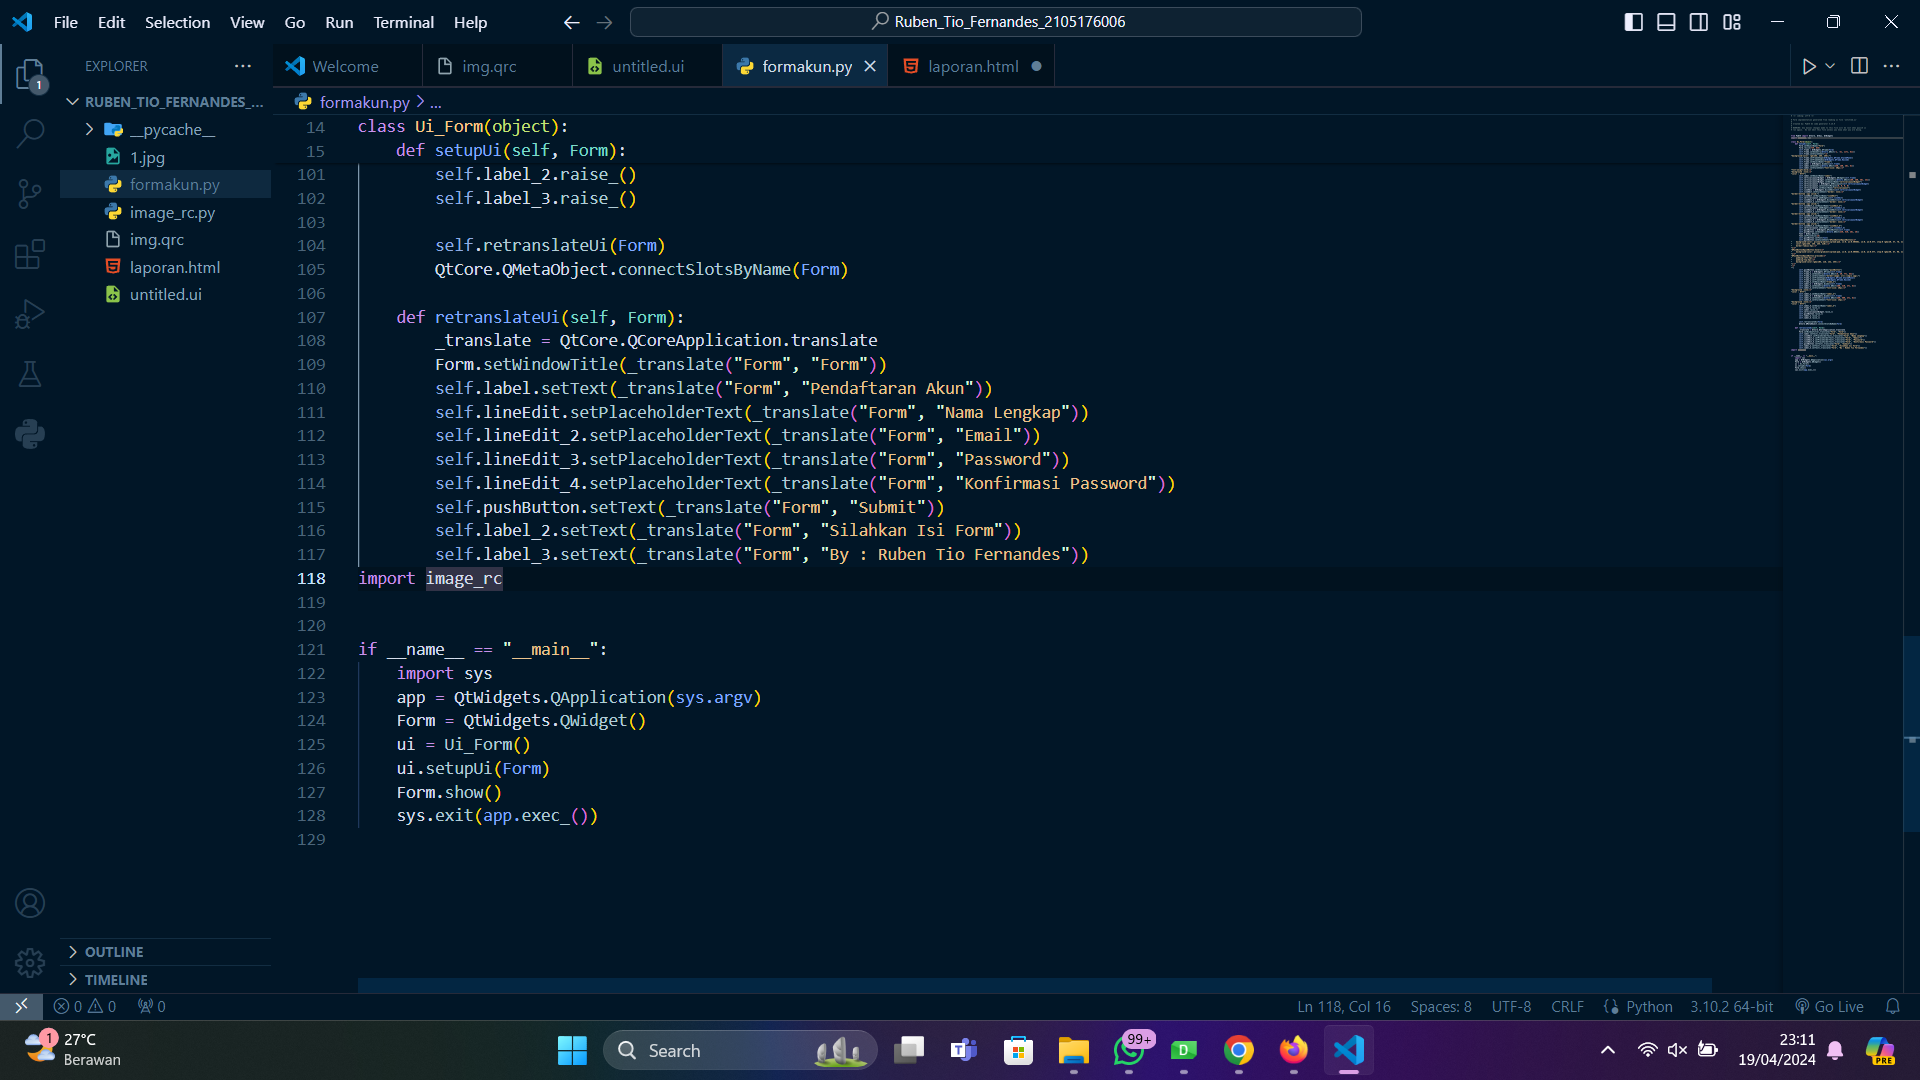 File Edit Selection View Go Run Terminal Help
Ruben_Tio_Fernandes_2105176006
EXPLORER
Welcome
img.qrc
untitled.ui
formakun.py
laporan.html
1
RUBEN_TIO_FERNANDES_...
__pycache__
1.jpg
formakun.py
image_rc.py
img.qrc
laporan.html
untitled.ui
formakun.py > ...
14 class Ui_Form(object):
15 def setupUi(self, Form):
101 self.label_2.raise_()
102 self.label_3.raise_()
103
104 self.retranslateUi(Form)
105 QtCore.QMetaObject.connectSlotsByName(Form)
106
107 def retranslateUi(self, Form):
108 _translate = QtCore.QCoreApplication.translate
109 Form.setWindowTitle(_translate("Form", "Form"))
110 self.label.setText(_translate("Form", "Pendaftaran Akun"))
111 self.lineEdit.setPlaceholderText(_translate("Form", "Nama Lengkap"))
112 self.lineEdit_2.setPlaceholderText(_translate("Form", "Email"))
113 self.lineEdit_3.setPlaceholderText(_translate("Form", "Password"))
114 self.lineEdit_4.setPlaceholderText(_translate("Form", "Konfirmasi Password"))
115 self.pushButton.setText(_translate("Form", "Submit"))
116 self.label_2.setText(_translate("Form", "Silahkan Isi Form"))
117 self.label_3.setText(_translate("Form", "By : Ruben Tio Fernandes"))
118 import image_rc
119
120
121 if __name__ == "__main__":
122 import sys
123 app = QtWidgets.QApplication(sys.argv)
124 Form = QtWidgets.QWidget()
125 ui = Ui_Form()
126 ui.setupUi(Form)
127 Form.show()
128 sys.exit(app.exec_())
129
OUTLINE
TIMELINE
0 0 0
Ln 118, Col 16 Spaces: 8 UTF-8 CRLF Python 3.10.2 64-bit Go Live
1
27°C
Berawan
Search
99+
D
23:11
19/04/2024
PRE